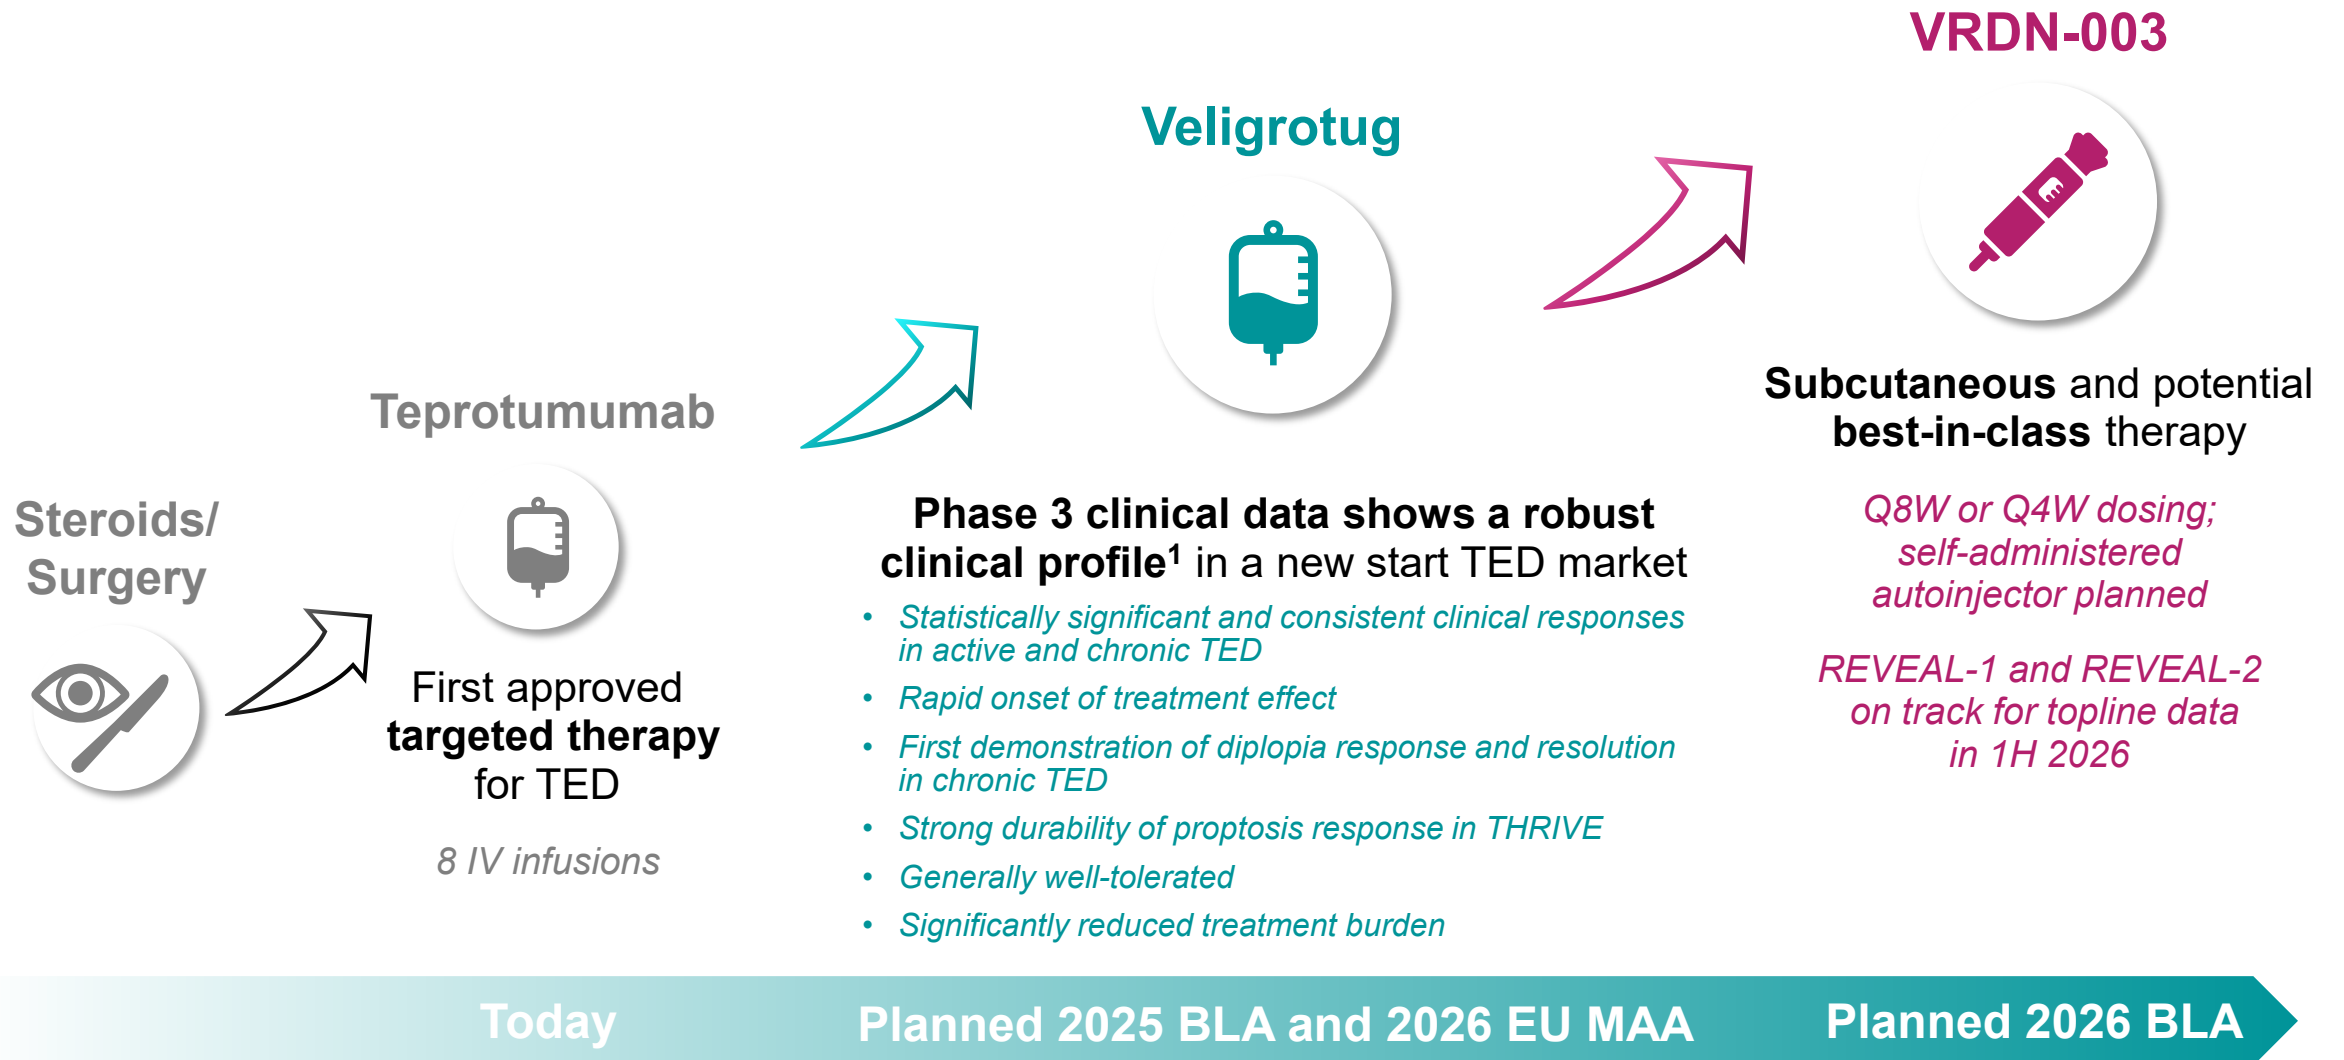 Steroids/
Surgery
Teprotumumab
First approved
targeted therapy
for TED
8 IV infusions
Veligrotug
Phase 3 clinical data shows a robust
clinical profile¹ in a new start TED market
• Statistically significant and consistent clinical responses
in active and chronic TED
• Rapid onset of treatment effect
• First demonstration of diplopia response and resolution
in chronic TED
• Strong durability of proptosis response in THRIVE
• Generally well-tolerated
• Significantly reduced treatment burden
VRDN-003
Subcutaneous and potential
best-in-class therapy
Q8W or Q4W dosing;
self-administered
autoinjector planned
REVEAL-1 and REVEAL-2
on track for topline data
in 1H 2026
Today
Planned 2025 BLA and 2026 EU MAA
Planned 2026 BLA